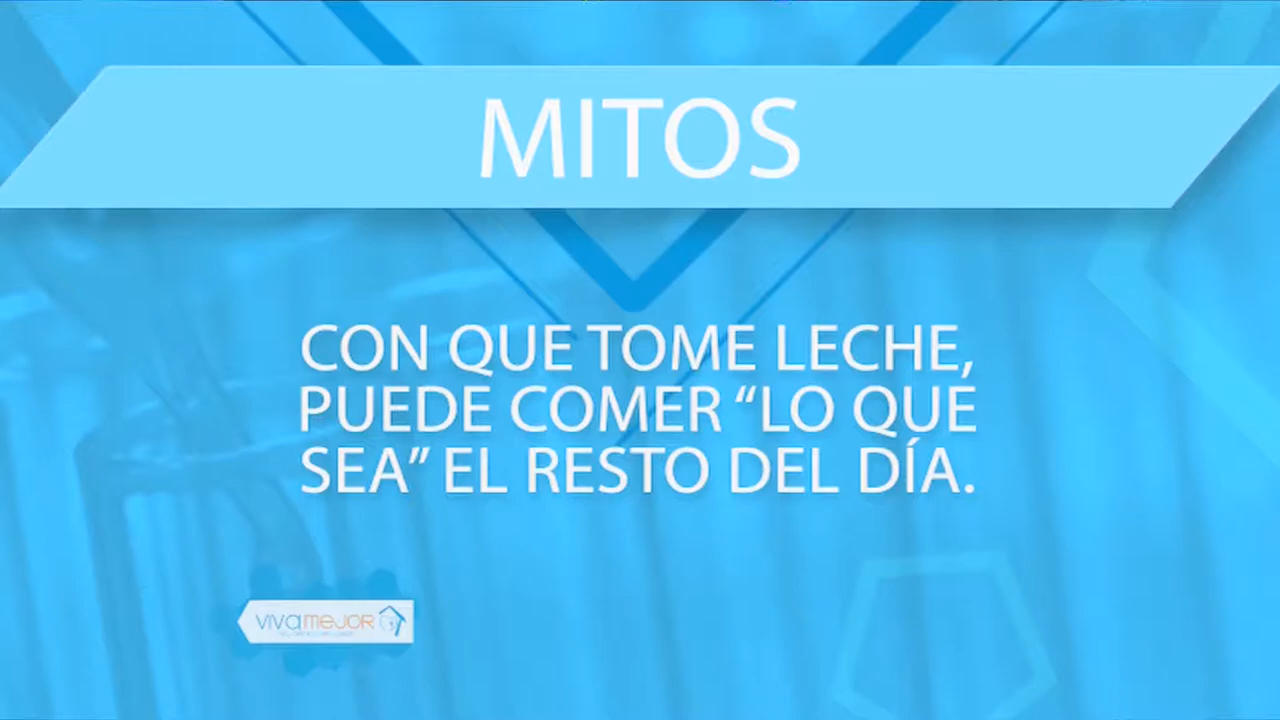 MITOS
CON QUE TOME LECHE,
PUEDE COMER “LO QUE
SEA” EL RESTO DEL DÍA.
VIVAMEJOR